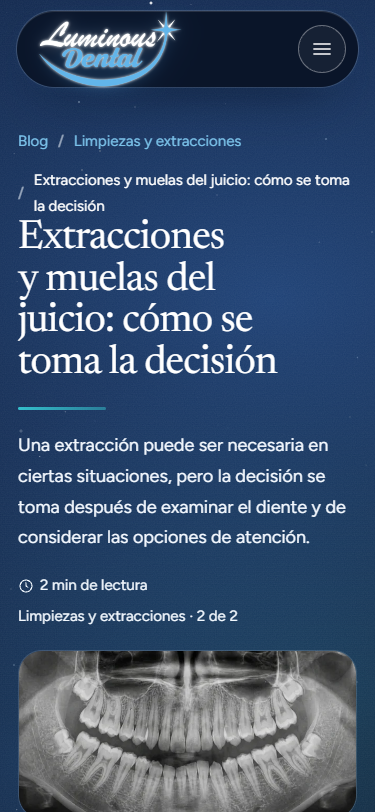 Luminous
Dental
Blog / Limpiezas y extracciones
/ Extracciones y muelas del juicio: cómo se toma
la decisión
Extracciones
y muelas del
juicio: cómo se
toma la decisión
Una extracción puede ser necesaria en
ciertas situaciones, pero la decisión se
toma después de examinar el diente y de
considerar las opciones de atención.
2 min de lectura
Limpiezas y extracciones · 2 de 2